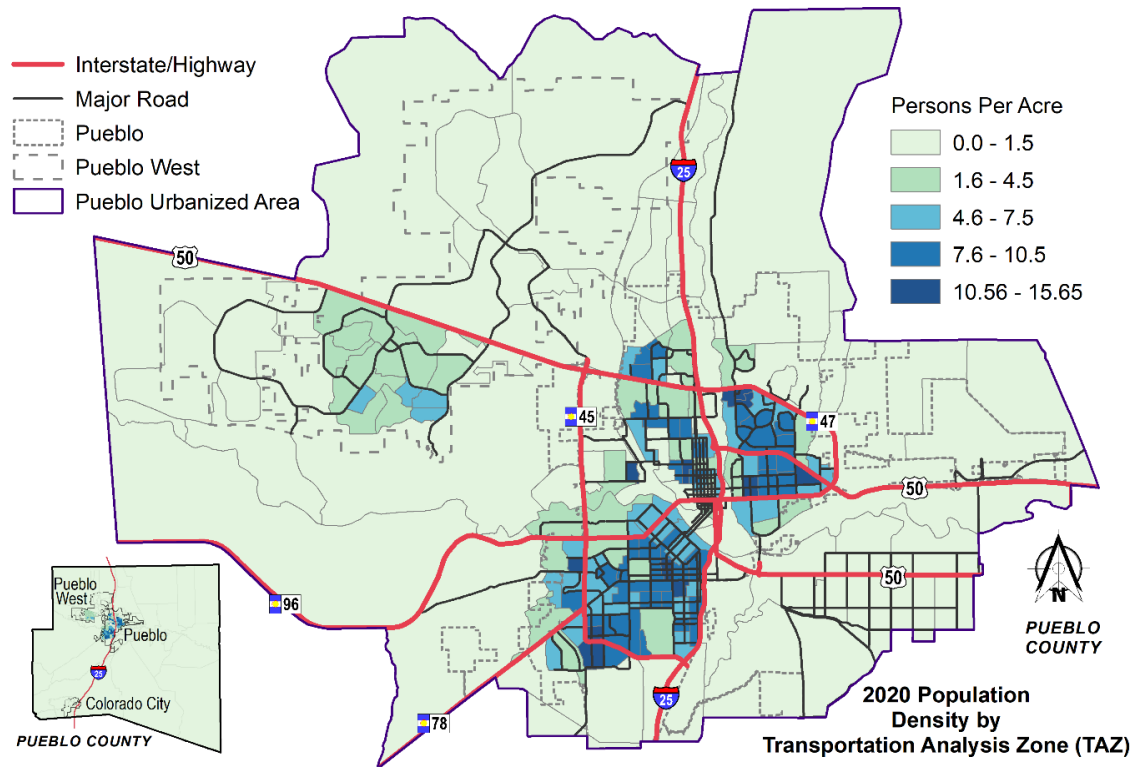 Interstate/Highway
Major Road
Pueblo
Pueblo West
Pueblo Urbanized Area
Persons Per Acre
0.0 - 1.5
1.6 - 4.5
4.6 - 7.5
7.6 - 10.5
10.56 - 15.65
25
50
45
47
50
50
96
78
25
N
PUEBLO
COUNTY
Pueblo
West
Pueblo
25
Colorado City
PUEBLO COUNTY
2020 Population
Density by
Transportation Analysis Zone (TAZ)